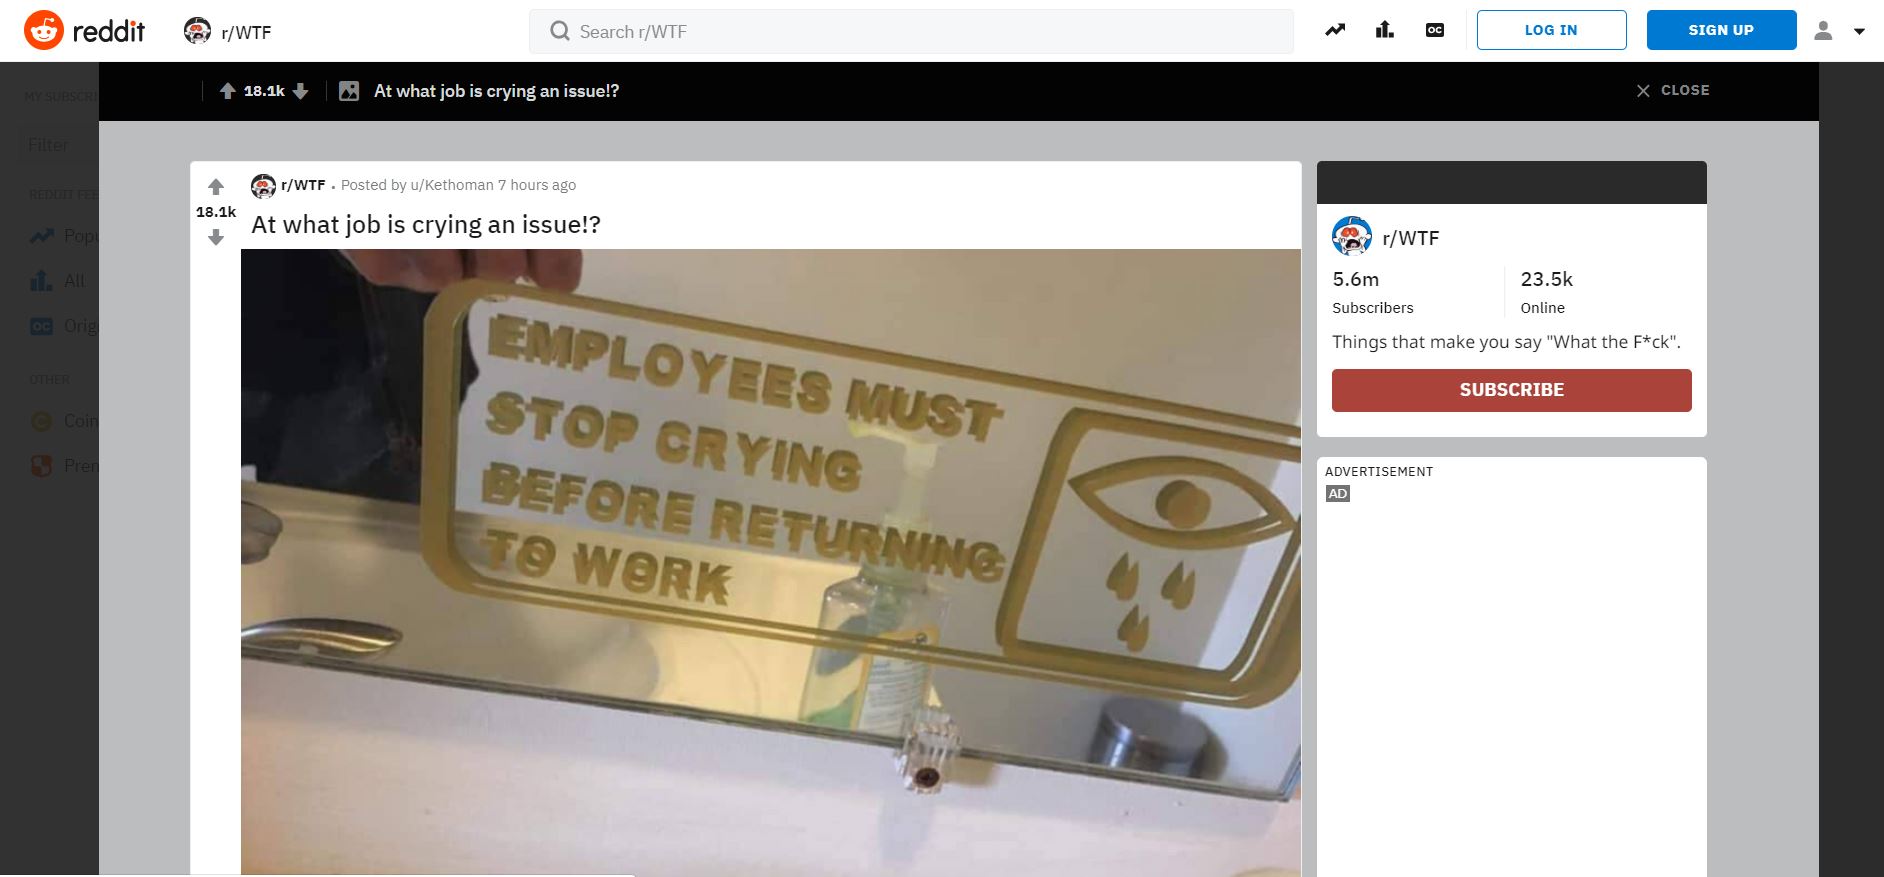 reddit
r/WTF
Search r/WTF
OC
LOG IN
SIGN UP
18.1k
At what job is crying an issue!?
CLOSE
MY SUBSCRI
Filter
REDDIT FEE
Popu
All
OC Orig
OTHER
Coin
Prem
r/WTF . Posted by u/Kethoman 7 hours ago
18.1k
At what job is crying an issue!?
EMPLOYEES MUST
STOP CRYING
BEFORE RETURNING
TO WORK
r/WTF
5.6m
Subscribers
23.5k
Online
Things that make you say "What the F*ck".
SUBSCRIBE
ADVERTISEMENT
AD